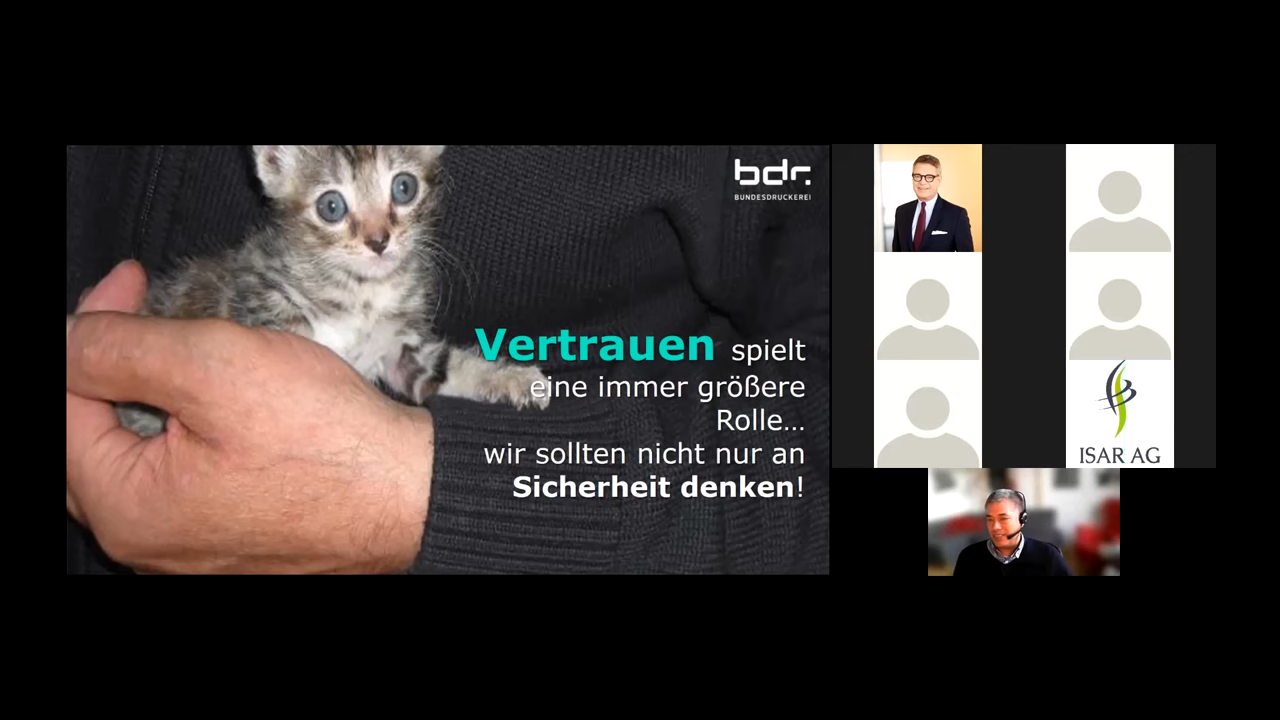 bdr.
BUNDESDRUCKEREI
Vertrauen spielt
eine immer größere
Rolle…
wir sollten nicht nur an
Sicherheit denken!
ISAR AG